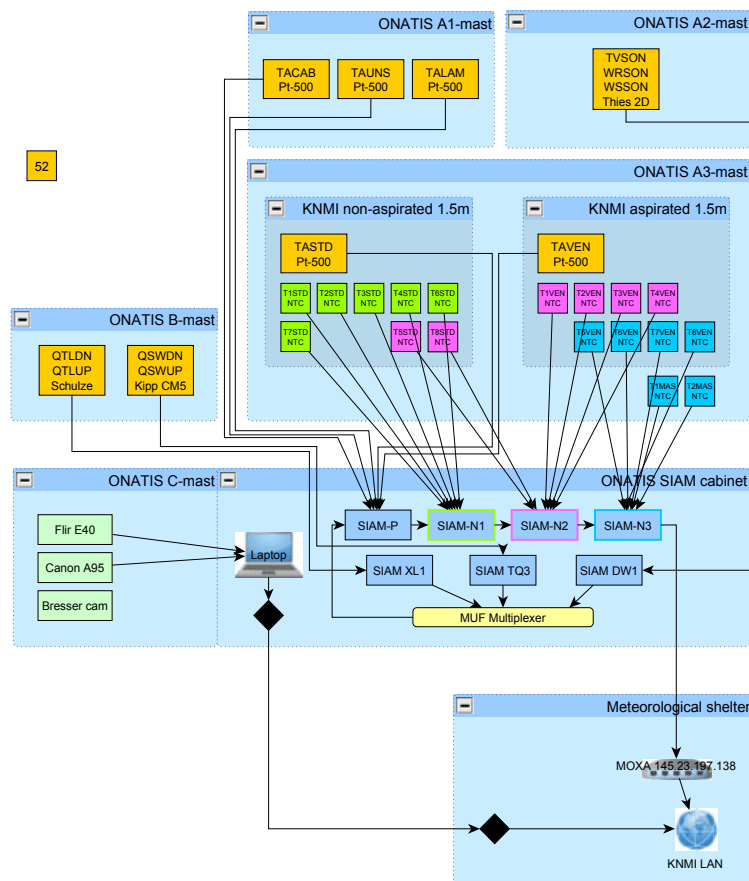 ONATIS A1-mast
TACAB
Pt-500
TAUNS
Pt-500
TALAM
Pt-500
ONATIS A2-mast
TVSON
WRSON
WSSON
Thies 2D
52
ONATIS A3-mast
KNMI non-aspirated 1.5m
TASTD
Pt-500
T1STD
NTC
T2STD
NTC
T3STD
NTC
T4STD
NTC
T6STD
NTC
T7STD
NTC
T5STD
NTC
T8STD
NTC
KNMI aspirated 1.5m
TAVEN
Pt-500
T1VEN
NTC
T2VEN
NTC
T3VEN
NTC
T4VEN
NTC
T5VEN
NTC
T6VEN
NTC
T7VEN
NTC
T8VEN
NTC
T1MAS
NTC
T2MAS
NTC
ONATIS B-mast
QTLDN
QTLUP
Schulze
QSWDN
QSWUP
Kipp CM5
ONATIS C-mast
Flir E40
Canon A95
Bresser cam
ONATIS SIAM cabinet
Laptop
SIAM-P
SIAM-N1
SIAM-N2
SIAM-N3
SIAM XL1
SIAM TQ3
SIAM DW1
MUF Multiplexer
Meteorological shelter
MOXA 145.23.197.138
KNMI LAN